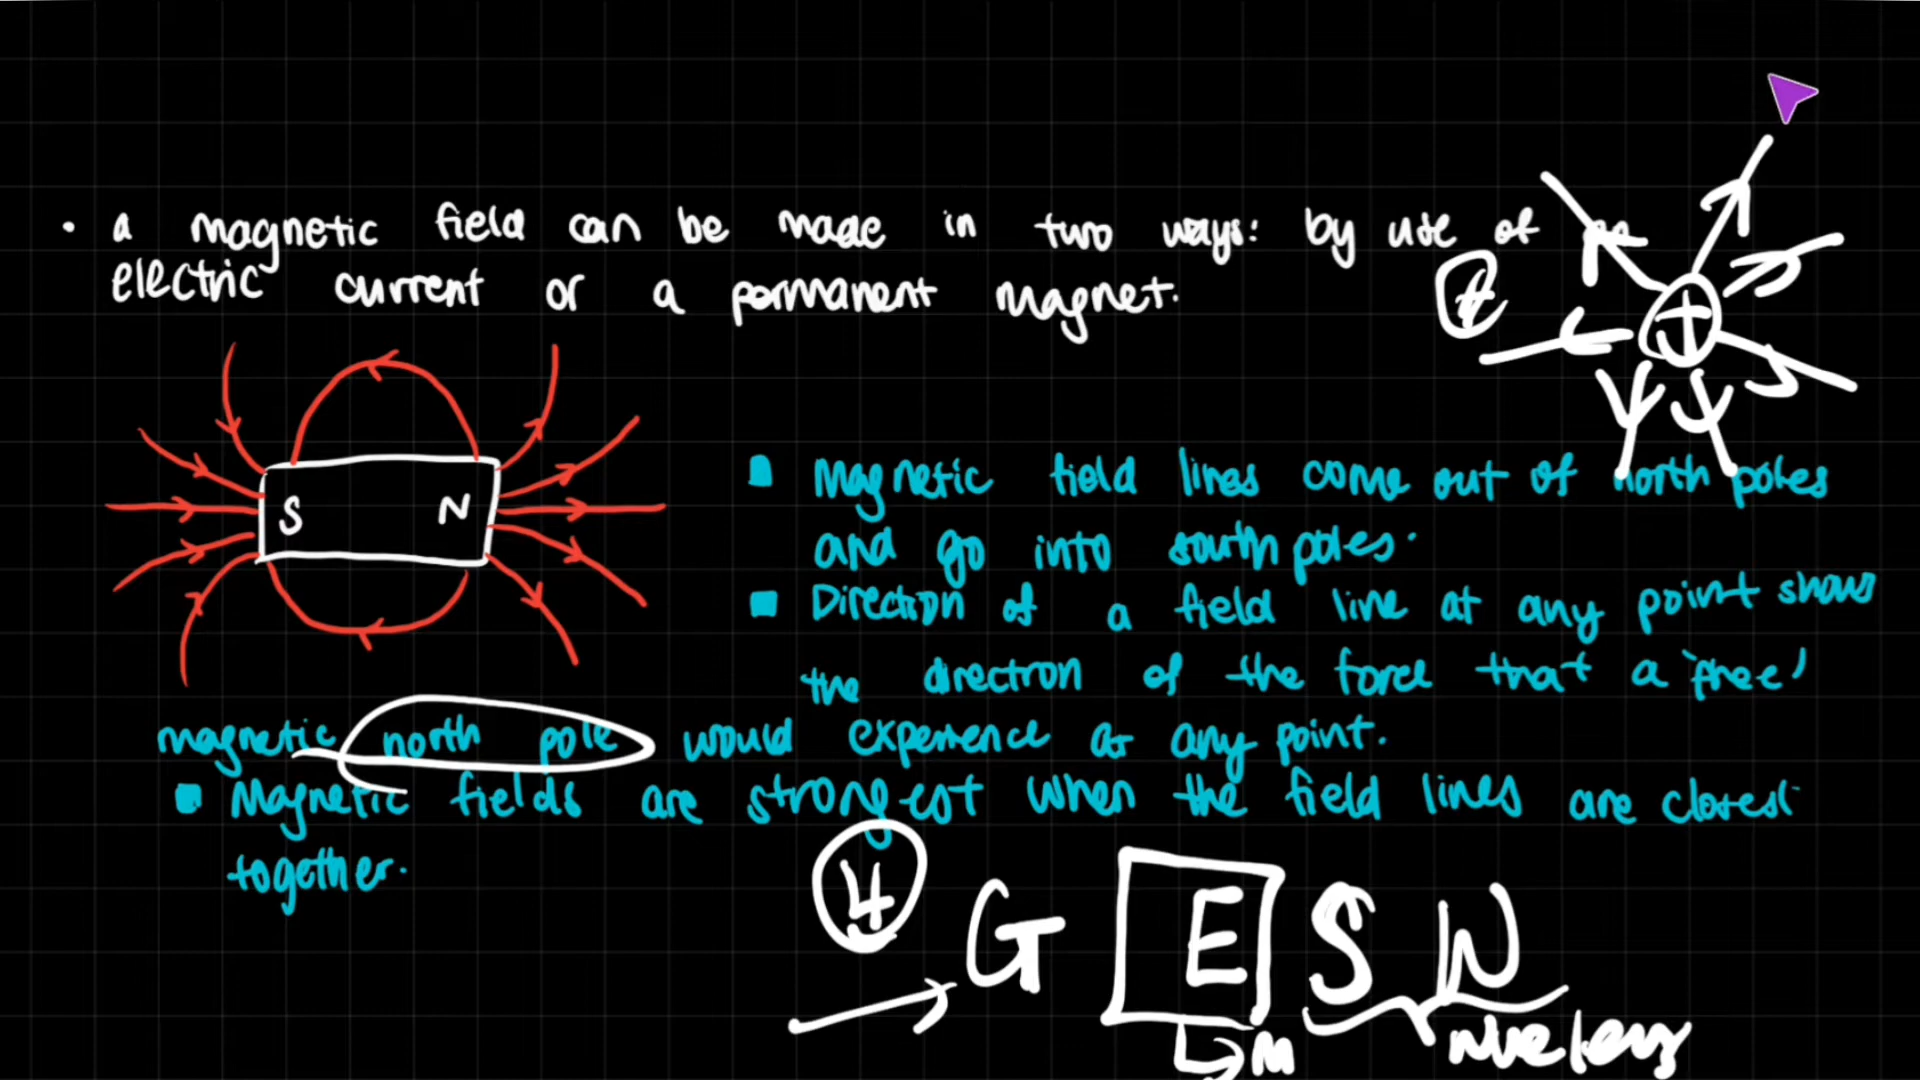 • a magnetic field can be made in two ways: by use of
electric current or a permanent magnet.
S N
+
+
■ Magnetic field lines come out of north poles
and go into south poles.
■ Direction of a field line at any point shows
the direction of the force that a 'free'
magnetic north pole would experience at any point.
■ Magnetic fields are strongest when the field lines are closest
together.
4 G E S N
M